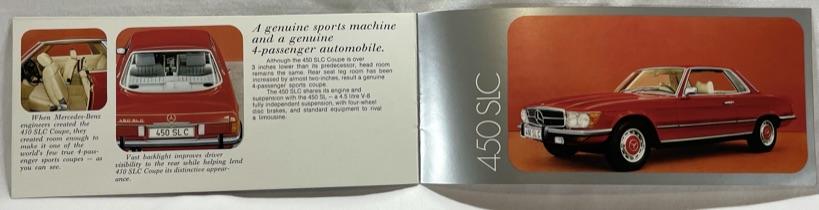 When Mercedes-Benz
engineers created the
450 SLC Coupe, they
created room enough to
make it one of the
world's few true 4-pass-
enger sports coupes — as
you can see.
450 SLC
Vast backlight improves driver
visibility to the rear while helping lend
450 SLC Coupe its distinctive appear-
ance.
A genuine sports machine
and a genuine
4-passenger automobile.
Although the 450 SLC Coupe is over
3 inches lower than its predecessor, head room
remains the same. Rear seat leg room has been
increased by almost two-inches, result a genuine
4-passenger sports coupe.
The 450 SLC shares its engine and
suspension with the 450 SL – a 4.5 litre V-8
fully independent suspension, with four-wheel
disc brakes, and standard equipment to rival
a limousine.
450 SLC